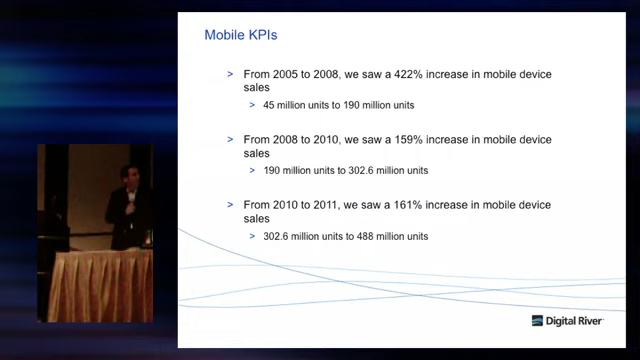 Mobile KPIs
> From 2005 to 2008, we saw a 422% increase in mobile device
sales
> 45 million units to 190 million units
> From 2008 to 2010, we saw a 159% increase in mobile device
sales
> 190 million units to 302.6 million units
> From 2010 to 2011, we saw a 161% increase in mobile device
sales
> 302.6 million units to 488 million units
Digital River